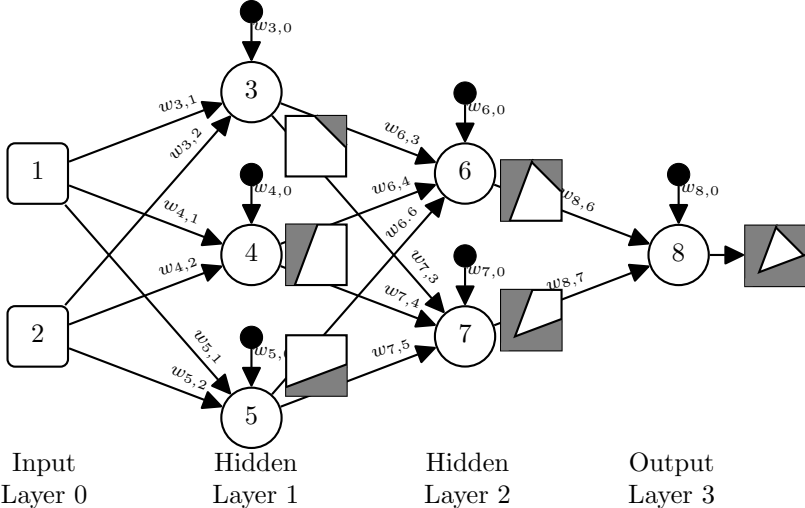 w3,0
3
w3,1
w3,2
w6,0
w6,3
1
w4,0
w6,4
6
w8,6
w8,0
w4,1
w6.6
4
8
w4,2
w7,3
w7,0
w8,7
2
w7,4
7
w5,1
w7,5
w5,2
5
Input
Layer 0
Hidden
Layer 1
Hidden
Layer 2
Output
Layer 3